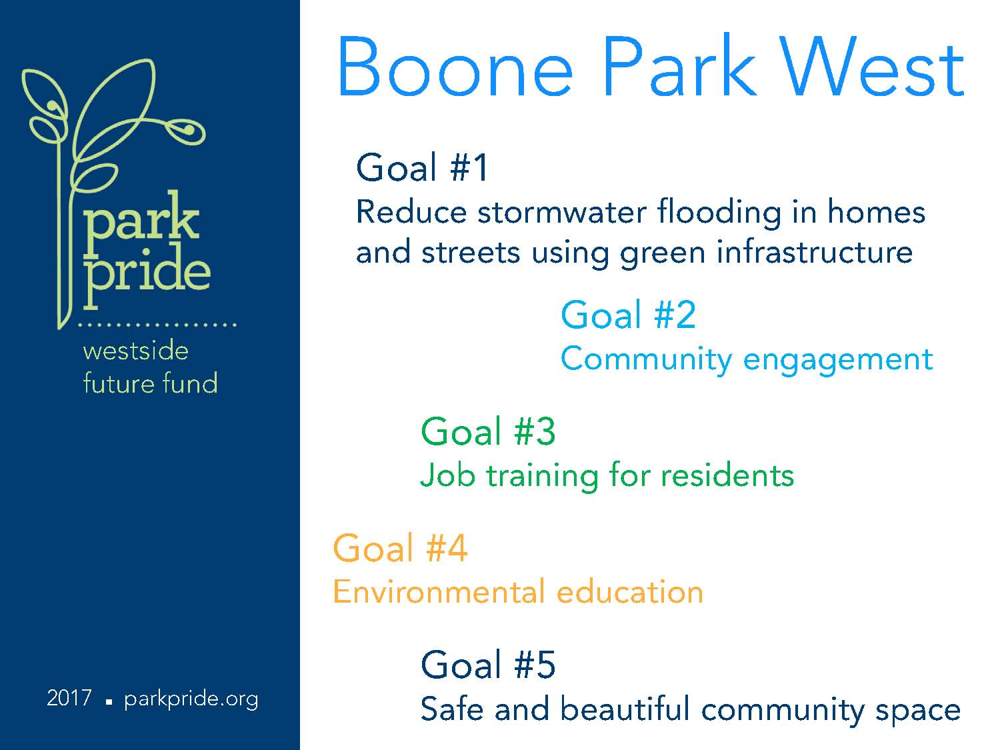 Boone Park West
park
pride
westside
future fund
2017 ▪ parkpride.org
Goal #1
Reduce stormwater flooding in homes
and streets using green infrastructure
Goal #2
Community engagement
Goal #3
Job training for residents
Goal #4
Environmental education
Goal #5
Safe and beautiful community space